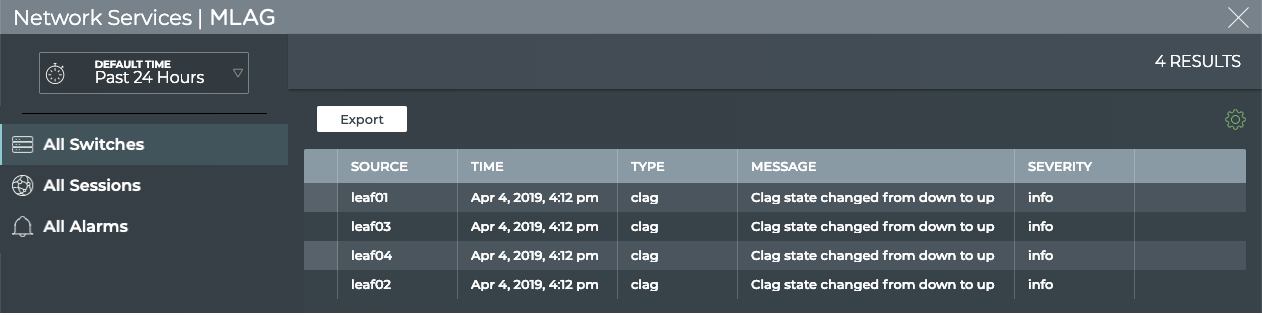 Network Services | MLAG
DEFAULT TIME
Past 24 Hours
4 RESULTS
All Switches
All Sessions
All Alarms
Export
SOURCE TIME TYPE MESSAGE SEVERITY
leaf01 Apr 4, 2019, 4:12 pm clag Clag state changed from down to up info
leaf03 Apr 4, 2019, 4:12 pm clag Clag state changed from down to up info
leaf04 Apr 4, 2019, 4:12 pm clag Clag state changed from down to up info
leaf02 Apr 4, 2019, 4:12 pm clag Clag state changed from down to up info